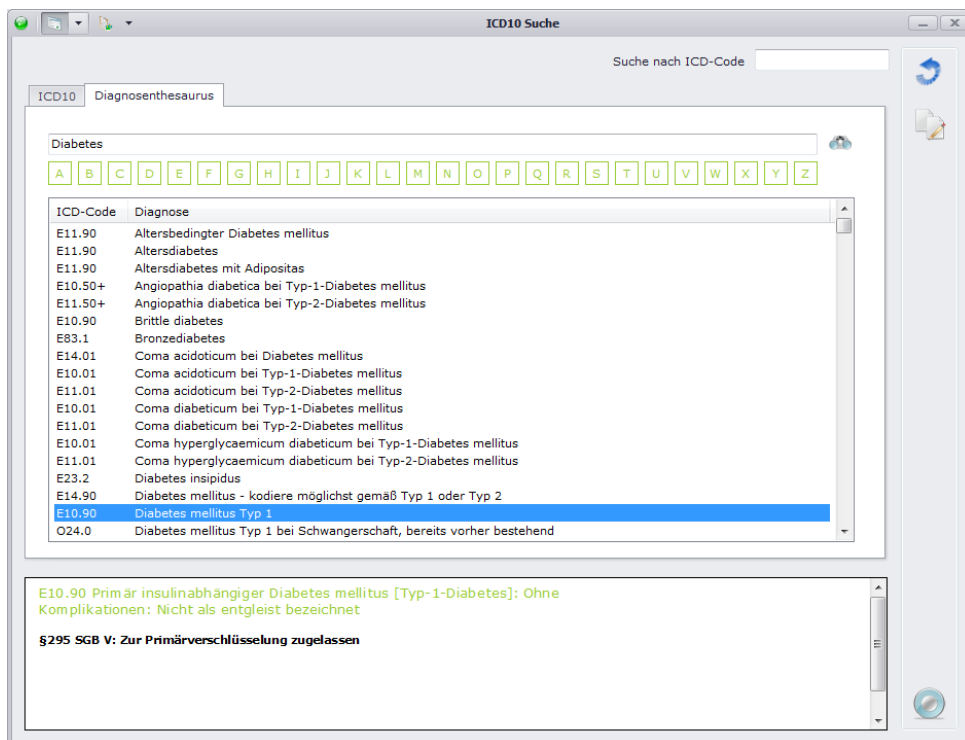 ICD10 Suche
Suche nach ICD-Code
ICD10 Diagnosenthesaurus
Diabetes
A B C D E F G H I J K L M N O P Q R S T U V W X Y Z
ICD-Code Diagnose
E11.90 Altersbedingter Diabetes mellitus
E11.90 Altersdiabetes
E11.90 Altersdiabetes mit Adipositas
E10.50+ Angiopathia diabetica bei Typ-1-Diabetes mellitus
E11.50+ Angiopathia diabetica bei Typ-2-Diabetes mellitus
E10.90 Brittle diabetes
E83.1 Bronzediabetes
E14.01 Coma acidoticum bei Diabetes mellitus
E10.01 Coma acidoticum bei Typ-1-Diabetes mellitus
E11.01 Coma acidoticum bei Typ-2-Diabetes mellitus
E10.01 Coma diabeticum bei Typ-1-Diabetes mellitus
E11.01 Coma diabeticum bei Typ-2-Diabetes mellitus
E10.01 Coma hyperglycaemicum diabeticum bei Typ-1-Diabetes mellitus
E11.01 Coma hyperglycaemicum diabeticum bei Typ-2-Diabetes mellitus
E23.2 Diabetes insipidus
E14.90 Diabetes mellitus - kodiere möglichst gemäß Typ 1 oder Typ 2
E10.90 Diabetes mellitus Typ 1
O24.0 Diabetes mellitus Typ 1 bei Schwangerschaft, bereits vorher bestehend
E10.90 Primär insulinabhängiger Diabetes mellitus [Typ-1-Diabetes]: Ohne
Komplikationen: Nicht als entgleist bezeichnet
§295 SGB V: Zur Primärverschlüsselung zugelassen